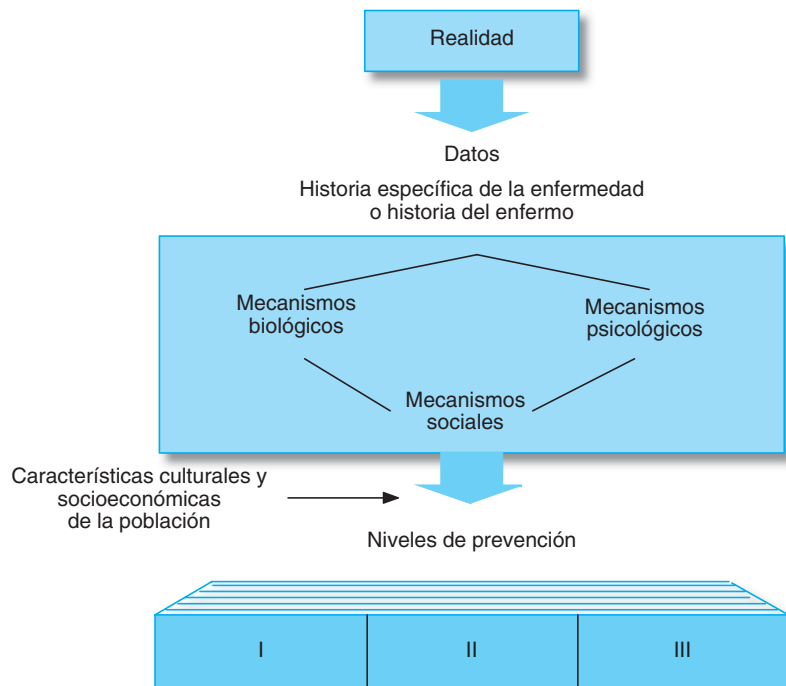 Realidad
Datos
Historia específica de la enfermedad
o historia del enfermo
Mecanismos
biológicos
Mecanismos
psicológicos
Mecanismos
sociales
Características culturales y
socioeconómicas
de la población
Niveles de prevención
I
II
III